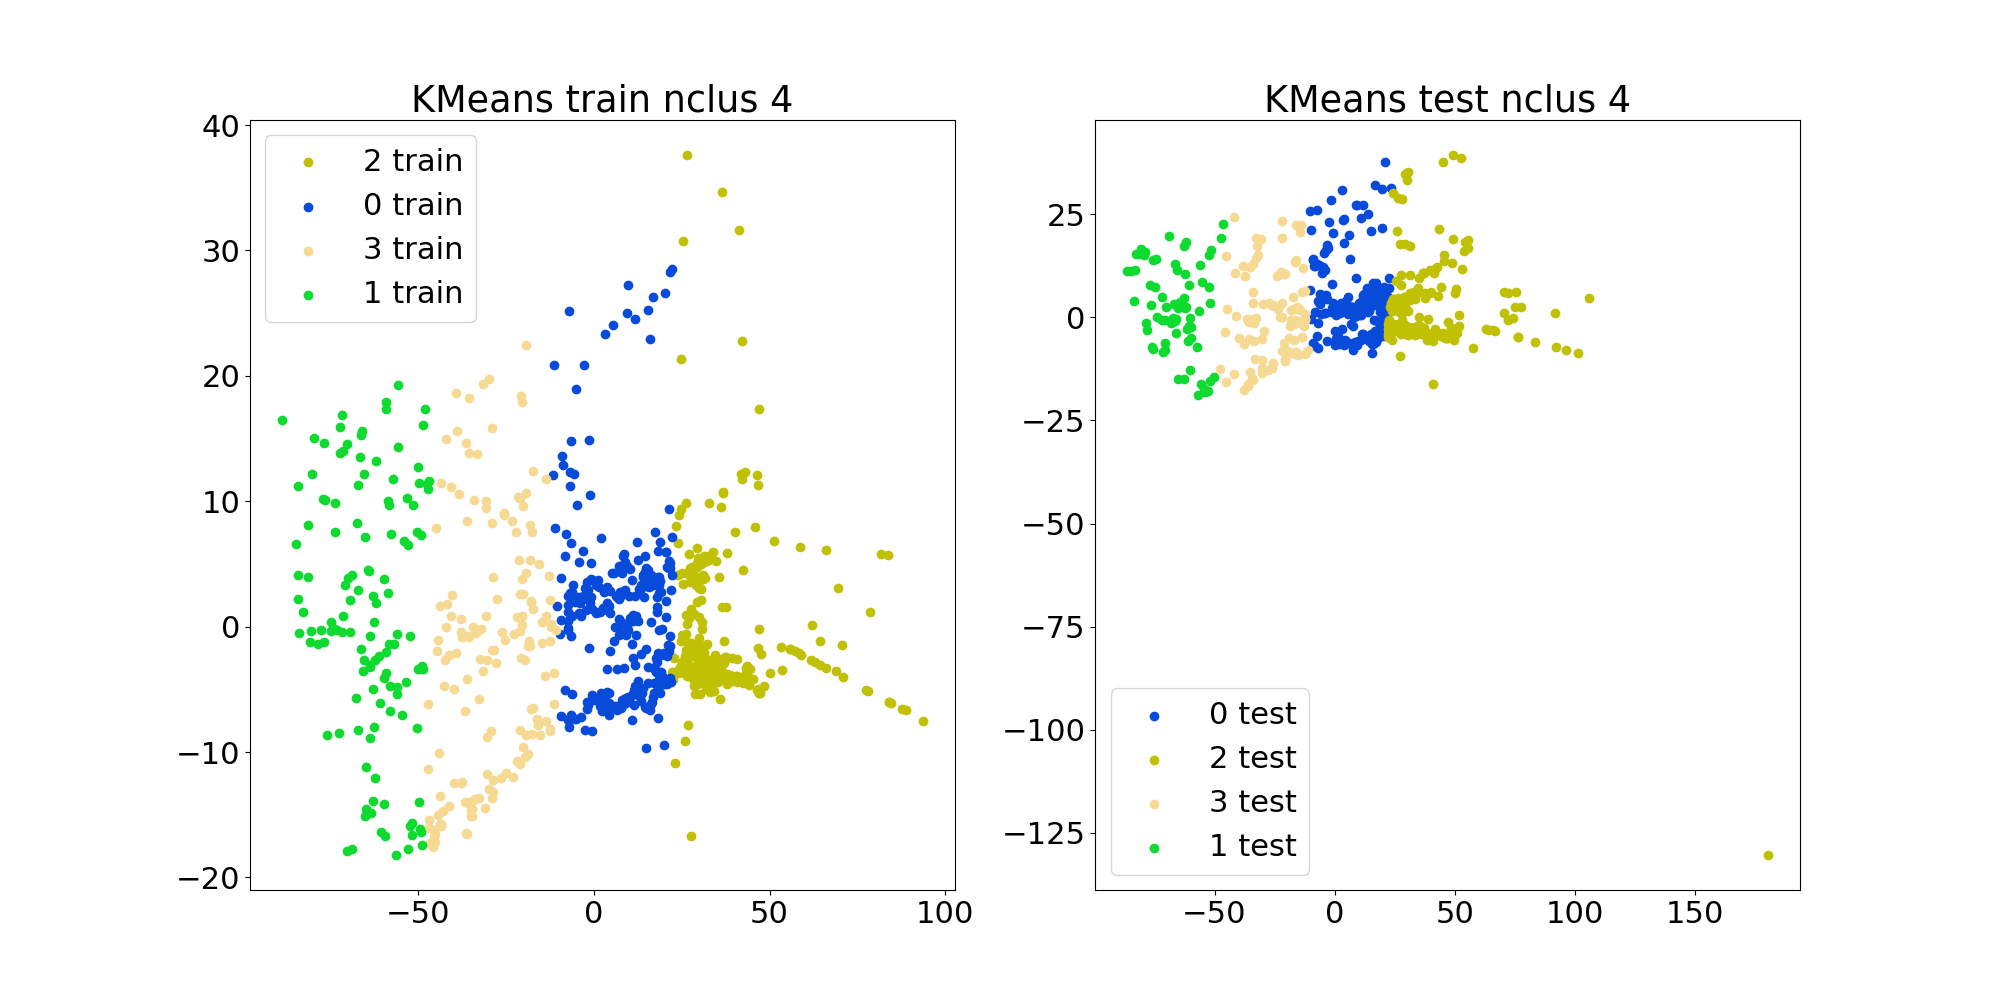 KMeans train nclus 4
40
30
20
10
0
−10
−20
−50
0
50
100
2 train
0 train
3 train
1 train
KMeans test nclus 4
25
0
−25
−50
−75
−100
−125
−50
0
50
100
150
0 test
2 test
3 test
1 test